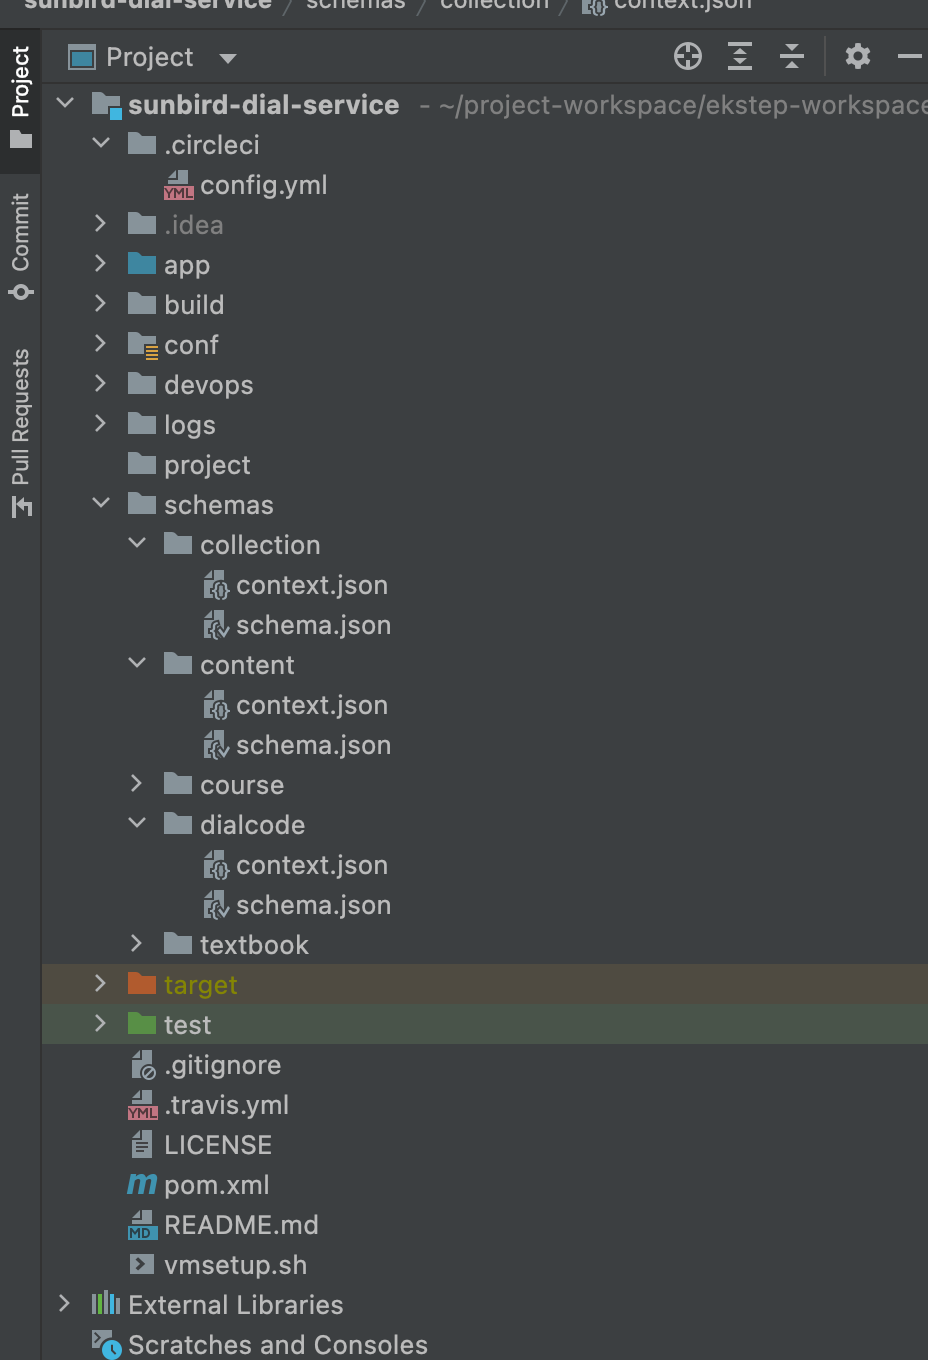 sunbird-dial-service / schemas / collection / context.json
Project
Project
Commit
Pull Requests
sunbird-dial-service - ~/project-workspace/ekstep-workspace
.circleci
YML config.yml
.idea
app
build
conf
devops
logs
project
schemas
collection
context.json
schema.json
content
context.json
schema.json
course
dialcode
context.json
schema.json
textbook
target
test
.gitignore
YML .travis.yml
LICENSE
m pom.xml
MD README.md
vmsetup.sh
External Libraries
Scratches and Consoles